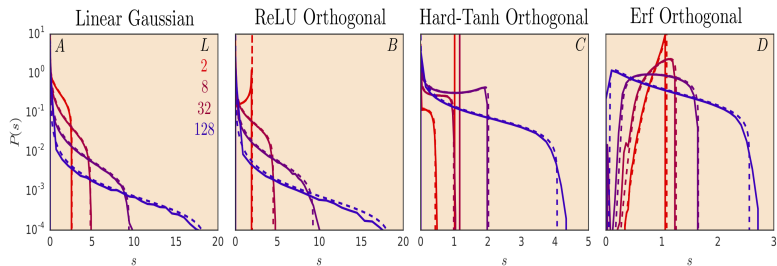 Linear Gaussian
ReLU Orthogonal
Hard-Tanh Orthogonal
Erf Orthogonal
A
L
2
8
32
128
B
C
D
P(s)
10^1
10^0
10^-1
10^-2
10^-3
10^-4
0 5 10 15 20
0 5 10 15 20
0 1 2 3 4 5
0 1 2 3
s
s
s
s